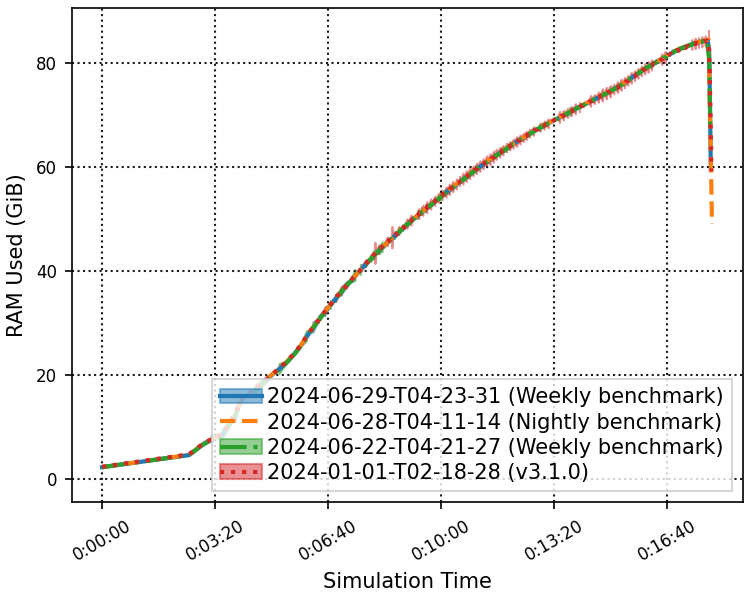 RAM Used (GiB)
80
60
40
20
0
2024-06-29-T04-23-31 (Weekly benchmark)
2024-06-28-T04-11-14 (Nightly benchmark)
2024-06-22-T04-21-27 (Weekly benchmark)
2024-01-01-T02-18-28 (v3.1.0)
0:00:00
0:03:20
0:06:40
0:10:00
0:13:20
0:16:40
Simulation Time